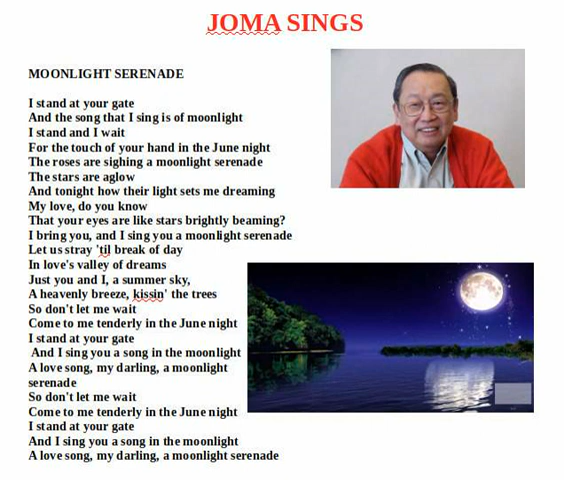 JOMA SINGS
MOONLIGHT SERENADE
I stand at your gate
And the song that I sing is of moonlight
I stand and I wait
For the touch of your hand in the June night
The roses are sighing a moonlight serenade
The stars are aglow
And tonight how their light sets me dreaming
My love, do you know
That your eyes are like stars brightly beaming?
I bring you, and I sing you a moonlight serenade
Let us stray 'til break of day
In love's valley of dreams
Just you and I, a summer sky,
A heavenly breeze, kissin' the trees
So don't let me wait
Come to me tenderly in the June night
I stand at your gate
And I sing you a song in the moonlight
A love song, my darling, a moonlight
serenade
So don't let me wait
Come to me tenderly in the June night
I stand at your gate
And I sing you a song in the moonlight
A love song, my darling, a moonlight serenade